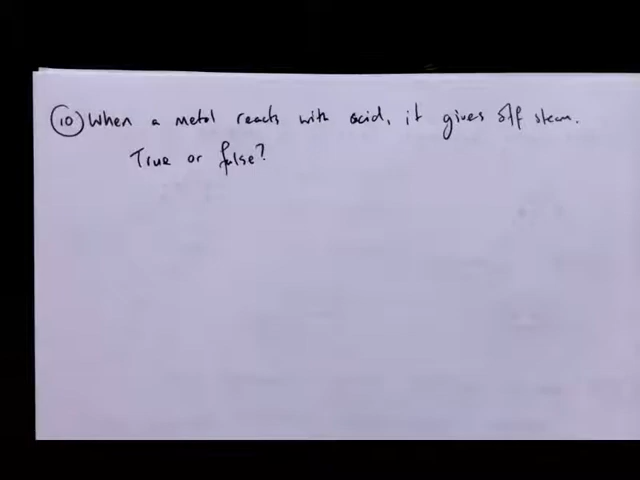 (10) When a metal reacts with acid, it gives off steam.
True or false?